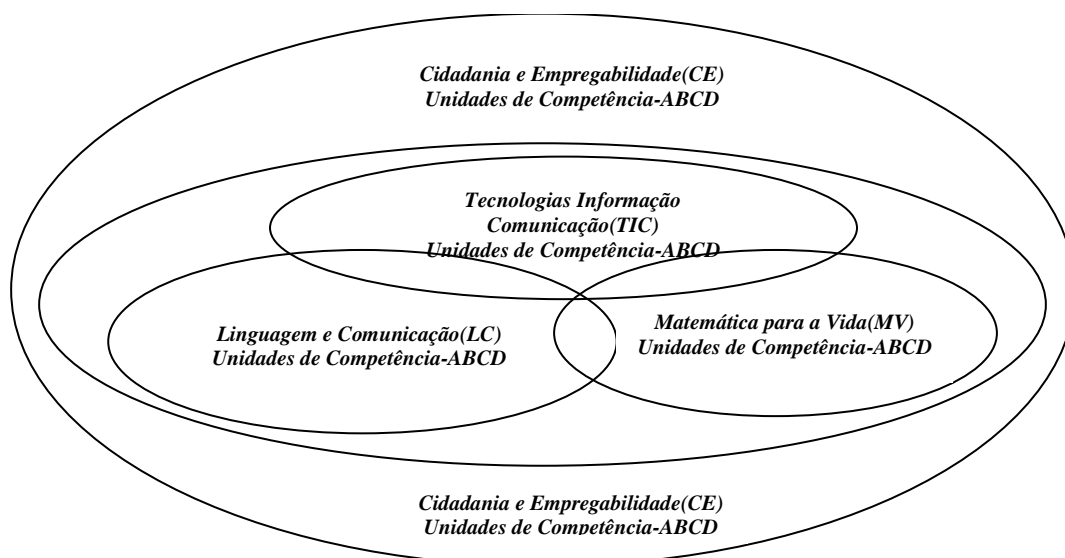 Cidadania e Empregabilidade(CE)
Unidades de Competência-ABCD
Tecnologias Informação
Comunicação(TIC)
Unidades de Competência-ABCD
Linguagem e Comunicação(LC)
Unidades de Competência-ABCD
Matemática para a Vida(MV)
Unidades de Competência-ABCD
Cidadania e Empregabilidade(CE)
Unidades de Competência-ABCD